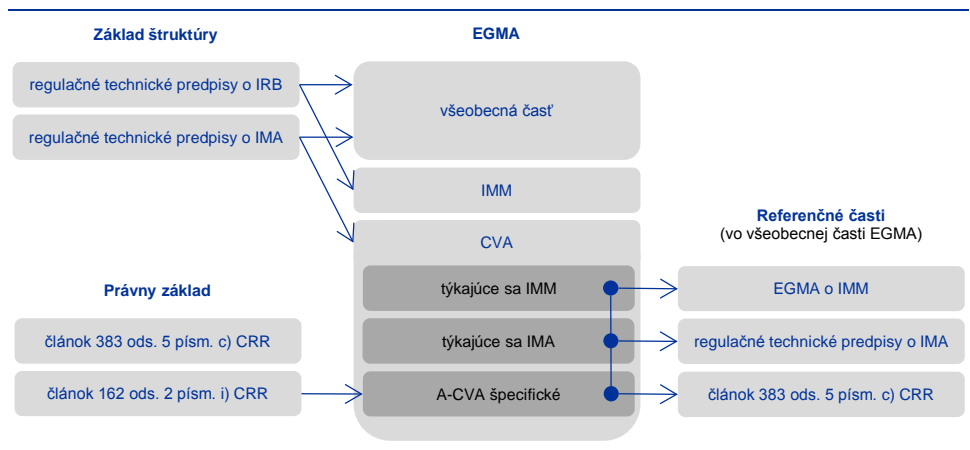 Základ štruktúry
EGMA
regulačné technické predpisy o IRB
regulačné technické predpisy o IMA
všeobecná časť
IMM
CVA
Referenčné časti
(vo všeobecnej časti EGMA)
Právny základ
týkajúce sa IMM
EGMA o IMM
článok 383 ods. 5 písm. c) CRR
týkajúce sa IMA
regulačné technické predpisy o IMA
článok 162 ods. 2 písm. i) CRR
A-CVA špecifické
článok 383 ods. 5 písm. c) CRR